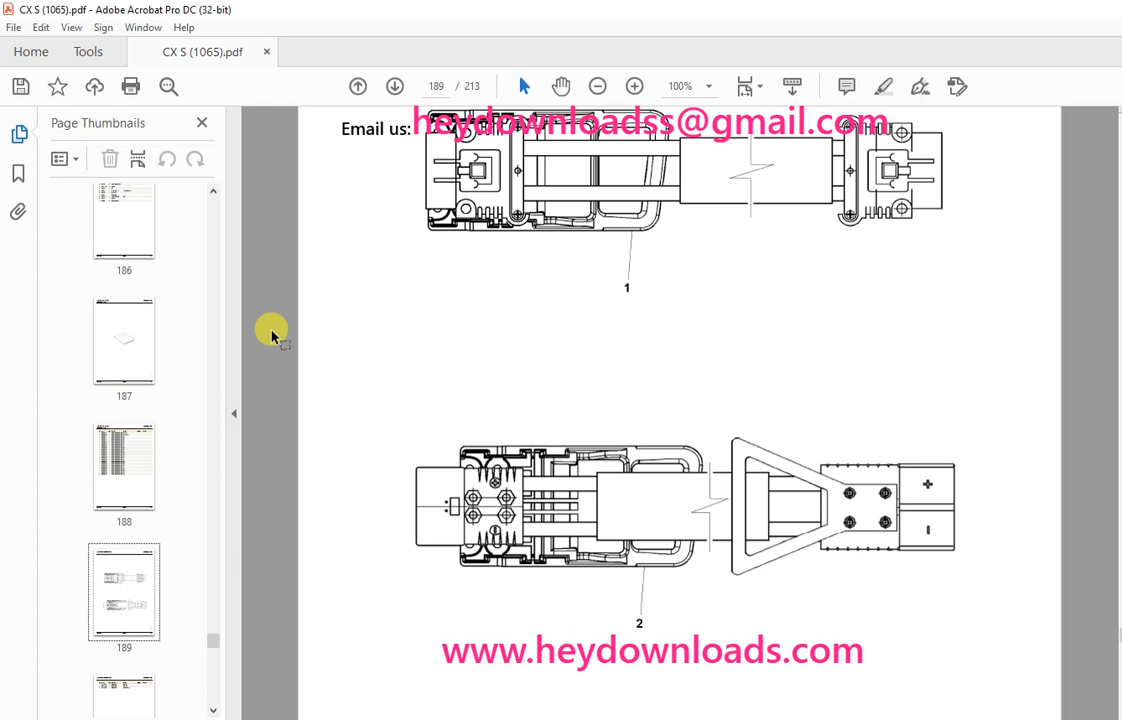 CX S (1065).pdf - Adobe Acrobat Pro DC (32-bit)
File Edit View Sign Window Help
Home Tools CX S (1065).pdf ×
189 / 213 100%
Page Thumbnails
Email us: heydownloadss@gmail.com
186
1
187
188
+
-
189
2
www.heydownloads.com